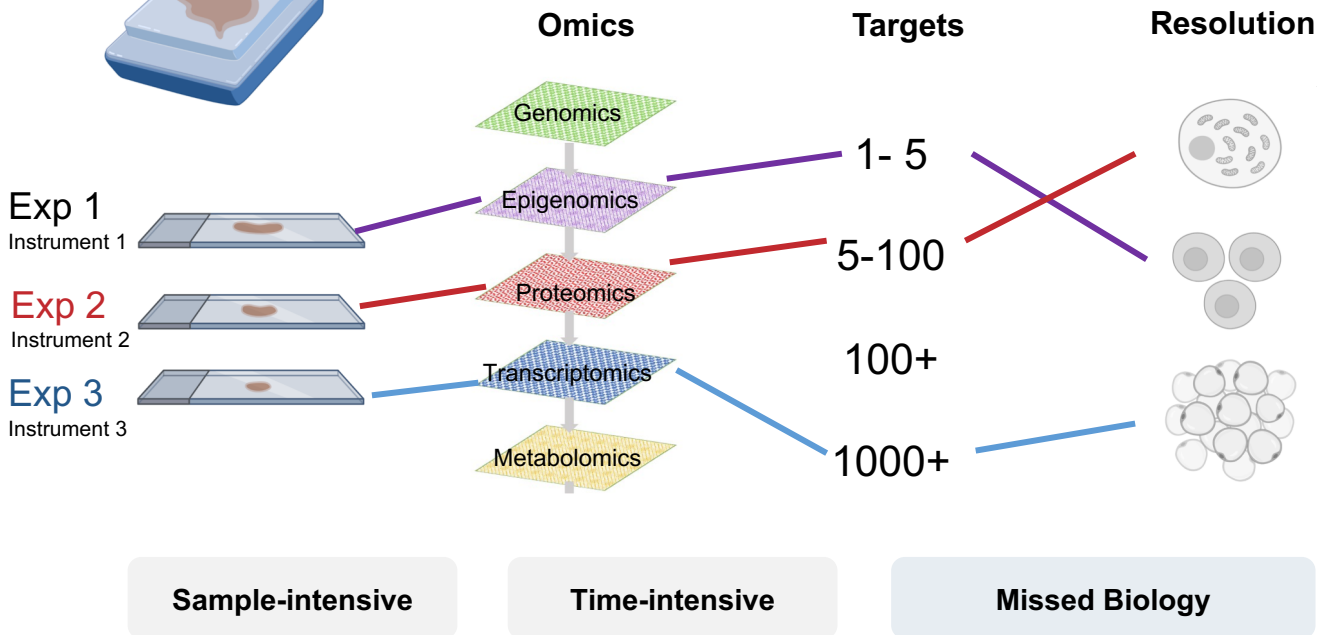 Omics
Targets
Resolution
Genomics
1- 5
Epigenomics
Exp 1
Instrument 1
5-100
Proteomics
Exp 2
Instrument 2
100+
Transcriptomics
Exp 3
Instrument 3
1000+
Metabolomics
Sample-intensive
Time-intensive
Missed Biology